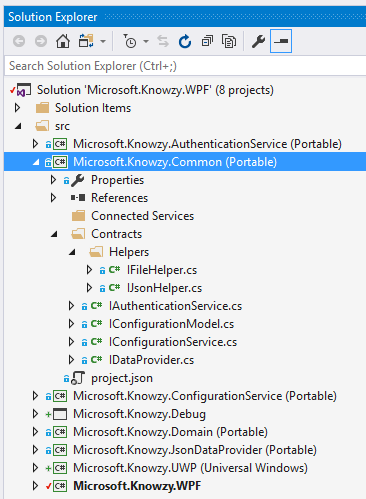 Solution Explorer
Search Solution Explorer (Ctrl+;)
Solution 'Microsoft.Knowzy.WPF' (8 projects)
Solution Items
src
C# Microsoft.Knowzy.AuthenticationService (Portable)
C# Microsoft.Knowzy.Common (Portable)
Properties
References
Connected Services
Contracts
Helpers
C# IFileHelper.cs
C# IJsonHelper.cs
C# IAuthenticationService.cs
C# IConfigurationModel.cs
C# IConfigurationService.cs
C# IDataProvider.cs
project.json
C# Microsoft.Knowzy.ConfigurationService (Portable)
Microsoft.Knowzy.Debug
C# Microsoft.Knowzy.Domain (Portable)
C# Microsoft.Knowzy.JsonDataProvider (Portable)
C# Microsoft.Knowzy.UWP (Universal Windows)
C# Microsoft.Knowzy.WPF